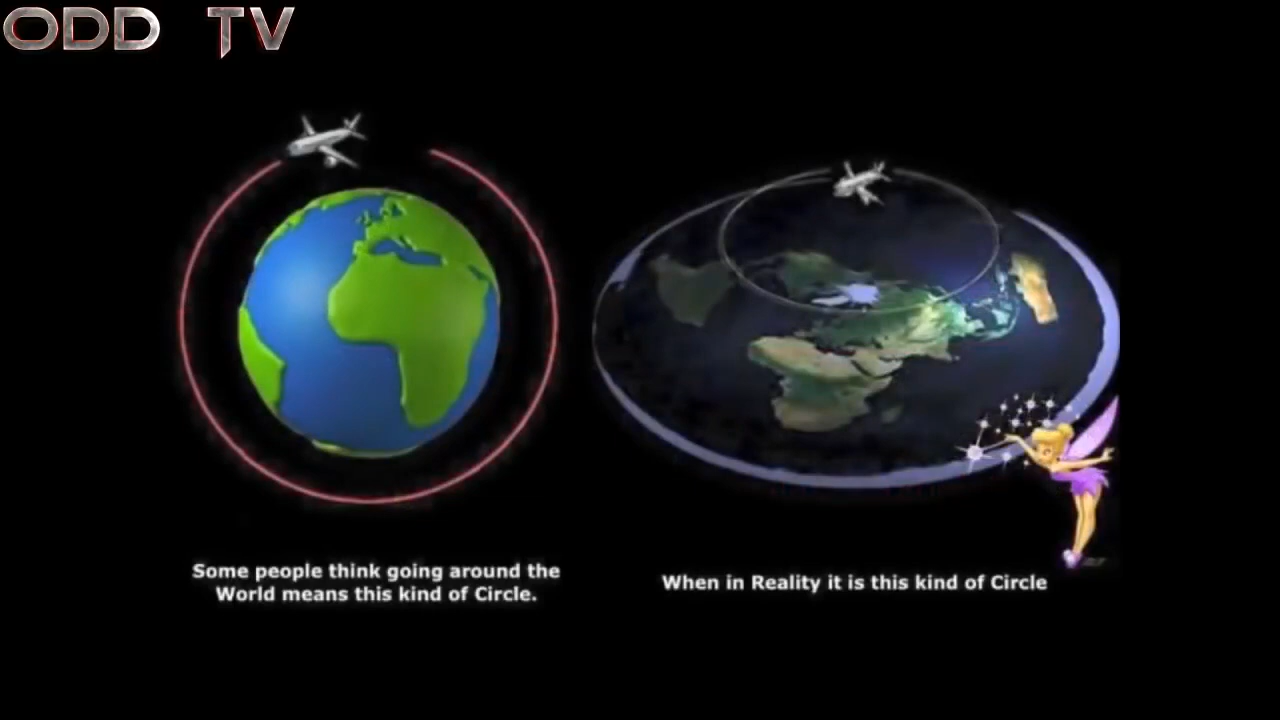 ODD TV
Some people think going around the
World means this kind of Circle.
When in Reality it is this kind of Circle